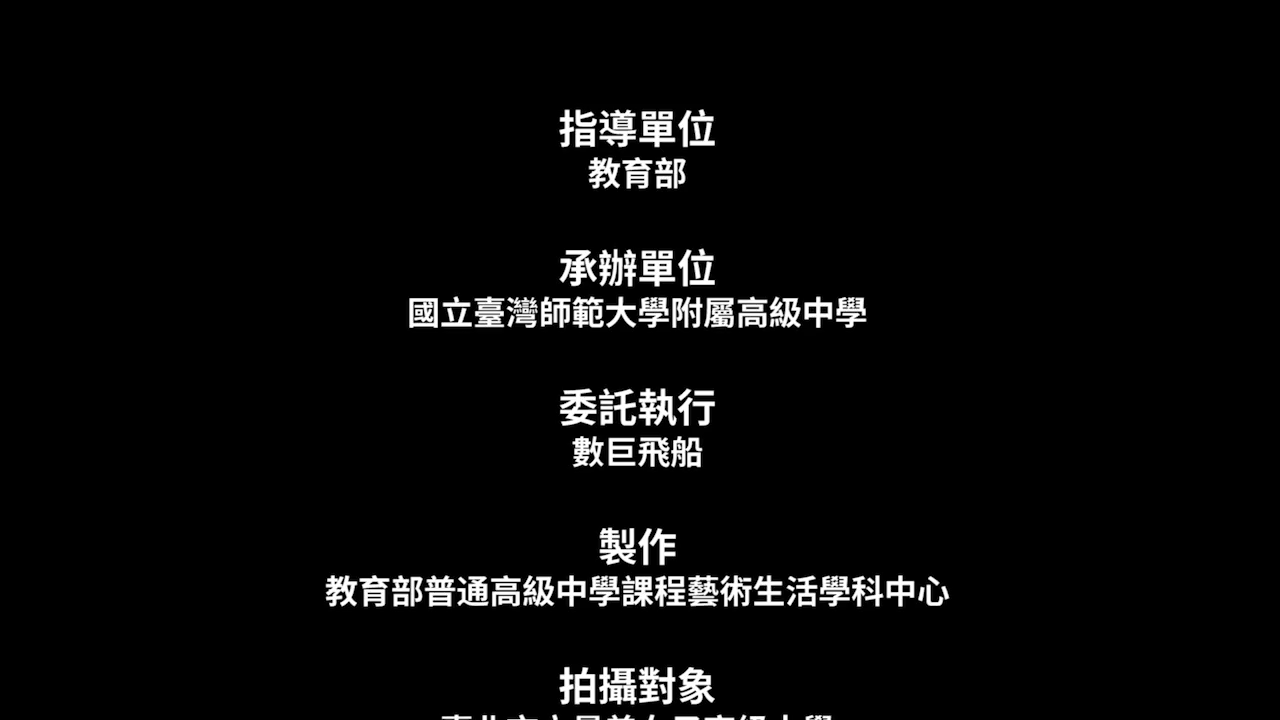 指導單位
教育部
承辦單位
國立臺灣師範大學附屬高級中學
委託執行
數巨飛船
製作
教育部普通高級中學課程藝術生活學科中心
拍攝對象